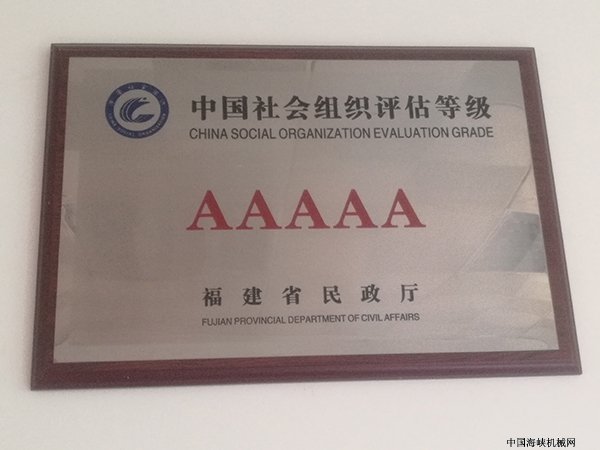 中国社会组织评估等级
CHINA SOCIAL ORGANIZATION EVALUATION GRADE
AAAAA
福建省民政厅
FUJIAN PROVINCIAL DEPARTMENT OF CIVIL AFFAIRS
中国海峡机械网